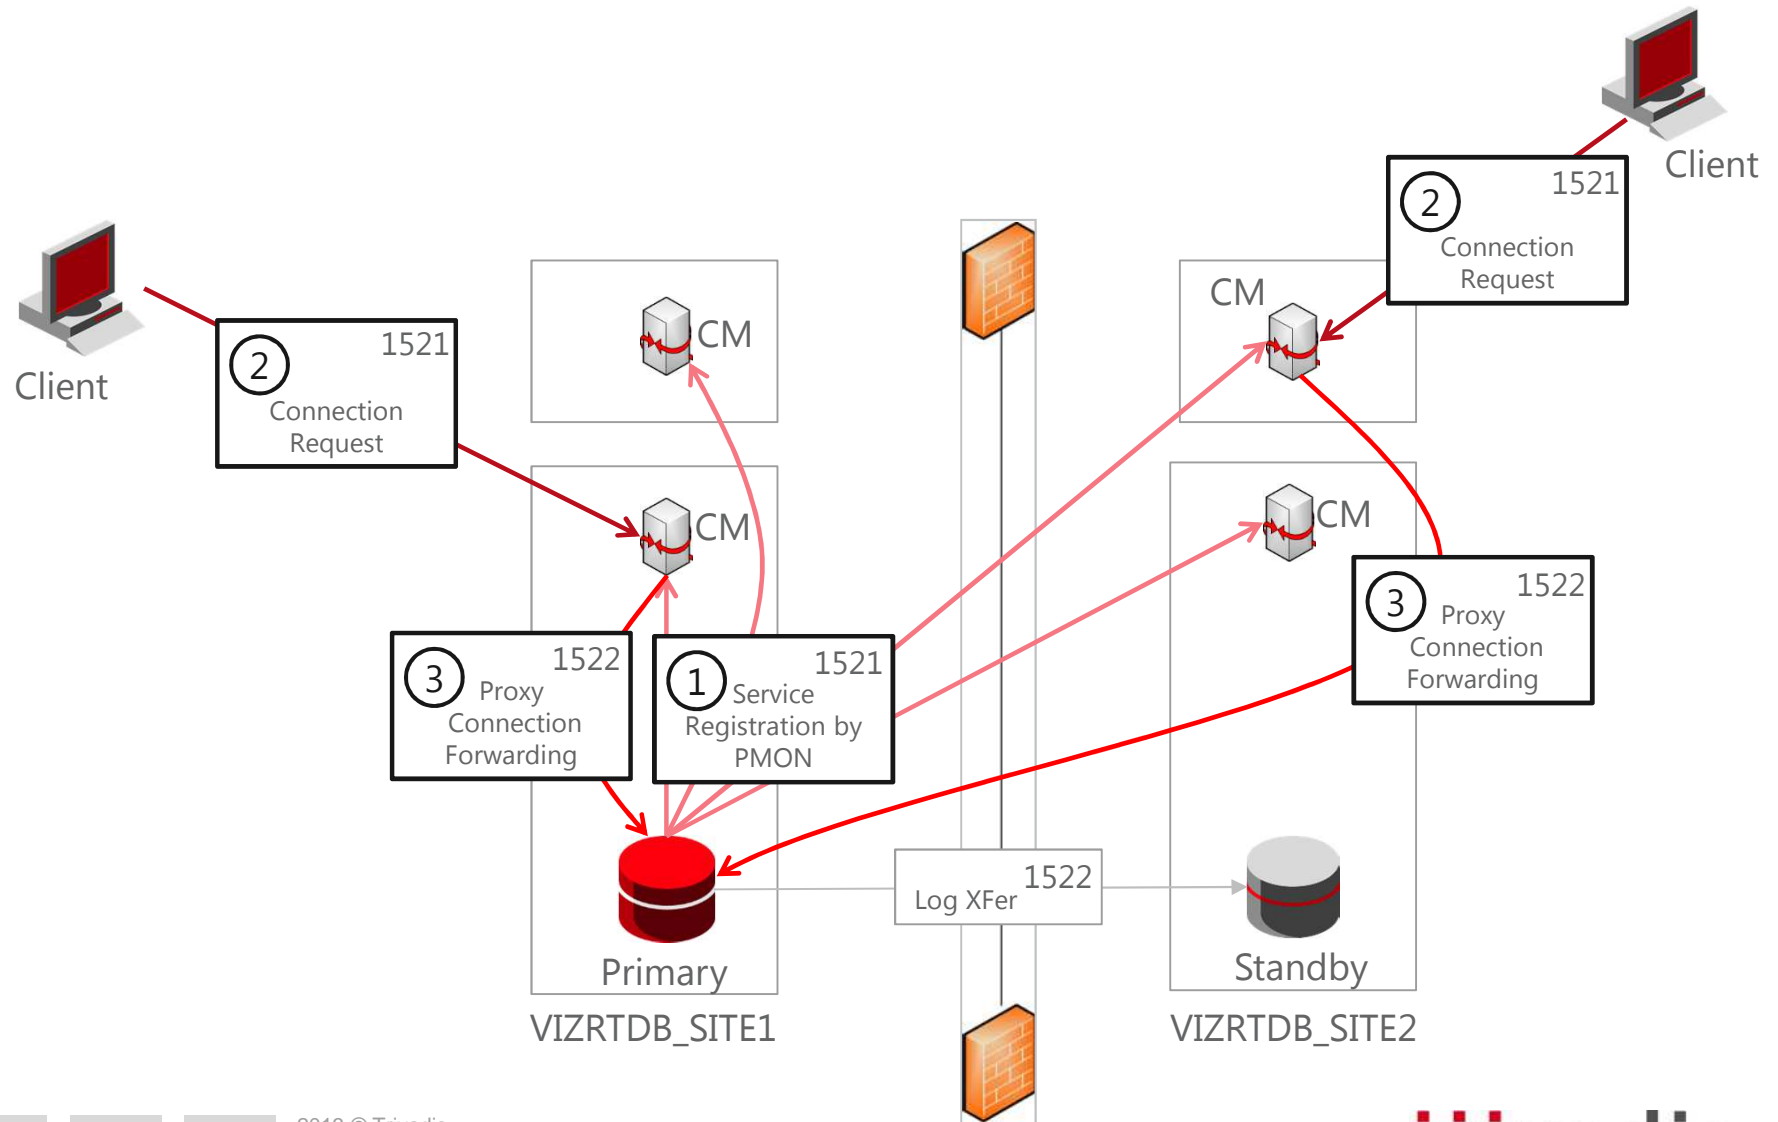 Client
1521
2
Connection
Request
CM
1521
2
Connection
Request
Client
CM
CM
CM
1522
3
Proxy
Connection
Forwarding
1521
1
Service
Registration by
PMON
1522
3
Proxy
Connection
Forwarding
1522
Log XFer
Primary
Standby
VIZRTDB_SITE1
VIZRTDB_SITE2